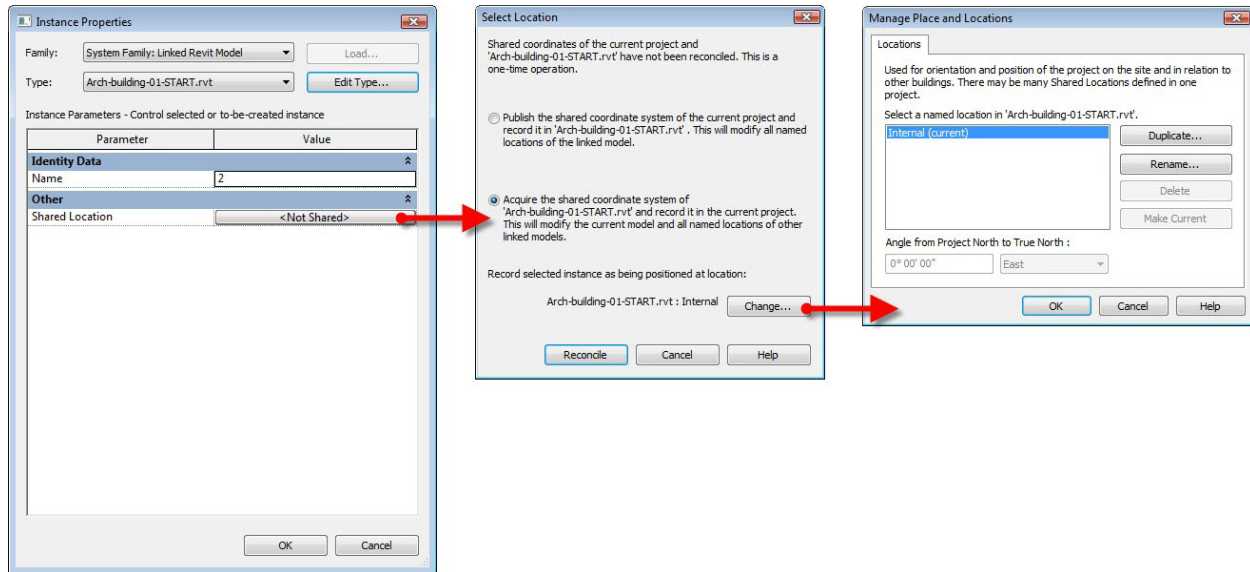 Instance Properties
Family:
System Family: Linked Revit Model
Load...
Type:
Arch-building-01-START.rvt
Edit Type...
Instance Parameters - Control selected or to-be-created instance
Parameter
Value
Identity Data
Name
2
Other
Shared Location
<Not Shared>
OK
Cancel
Select Location
Shared coordinates of the current project and
'Arch-building-01-START.rvt' have not been reconciled. This is a
one-time operation.
Publish the shared coordinate system of the current project and
record it in 'Arch-building-01-START.rvt' . This will modify all named
locations of the linked model.
Acquire the shared coordinate system of
'Arch-building-01-START.rvt' and record it in the current project.
This will modify the current model and all named locations of other
linked models.
Record selected instance as being positioned at location:
Arch-building-01-START.rvt : Internal
Change...
Reconcile
Cancel
Help
Manage Place and Locations
Locations
Used for orientation and position of the project on the site and in relation to
other buildings. There may be many Shared Locations defined in one
project.
Select a named location in 'Arch-building-01-START.rvt'.
Internal (current)
Duplicate...
Rename...
Delete
Make Current
Angle from Project North to True North :
0° 00' 00"
East
OK
Cancel
Help